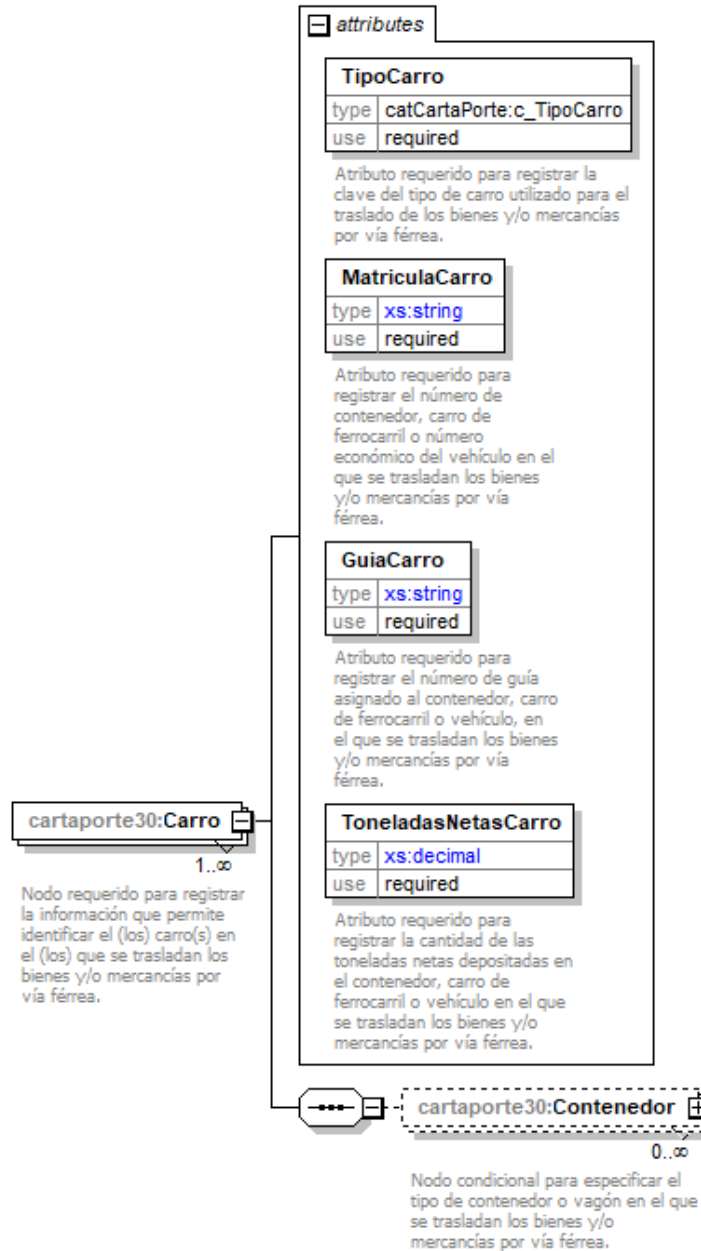 attributes
TipoCarro
type catCartaPorte:c_TipoCarro
use required
Atributo requerido para registrar la
clave del tipo de carro utilizado para el
traslado de los bienes y/o mercancías
por vía férrea.
MatriculaCarro
type xs:string
use required
Atributo requerido para
registrar el número de
contenedor, carro de
ferrocarril o número
económico del vehículo en el
que se trasladan los bienes
y/o mercancías por vía
férrea.
GuiaCarro
type xs:string
use required
Atributo requerido para
registrar el número de guía
asignado al contenedor, carro
de ferrocarril o vehículo, en
el que se trasladan los bienes
y/o mercancías por vía
férrea.
ToneladasNetasCarro
type xs:decimal
use required
Atributo requerido para
registrar la cantidad de las
toneladas netas depositadas en
el contenedor, carro de
ferrocarril o vehículo en el que
se trasladan los bienes y/o
mercancías por vía férrea.
cartaporte30:Carro
1..∞
Nodo requerido para registrar
la información que permite
identificar el (los) carro(s) en
el (los) que se trasladan los
bienes y/o mercancías por
vía férrea.
cartaporte30:Contenedor
0..∞
Nodo condicional para especificar el
tipo de contenedor o vagón en el que
se trasladan los bienes y/o
mercancías por vía férrea.